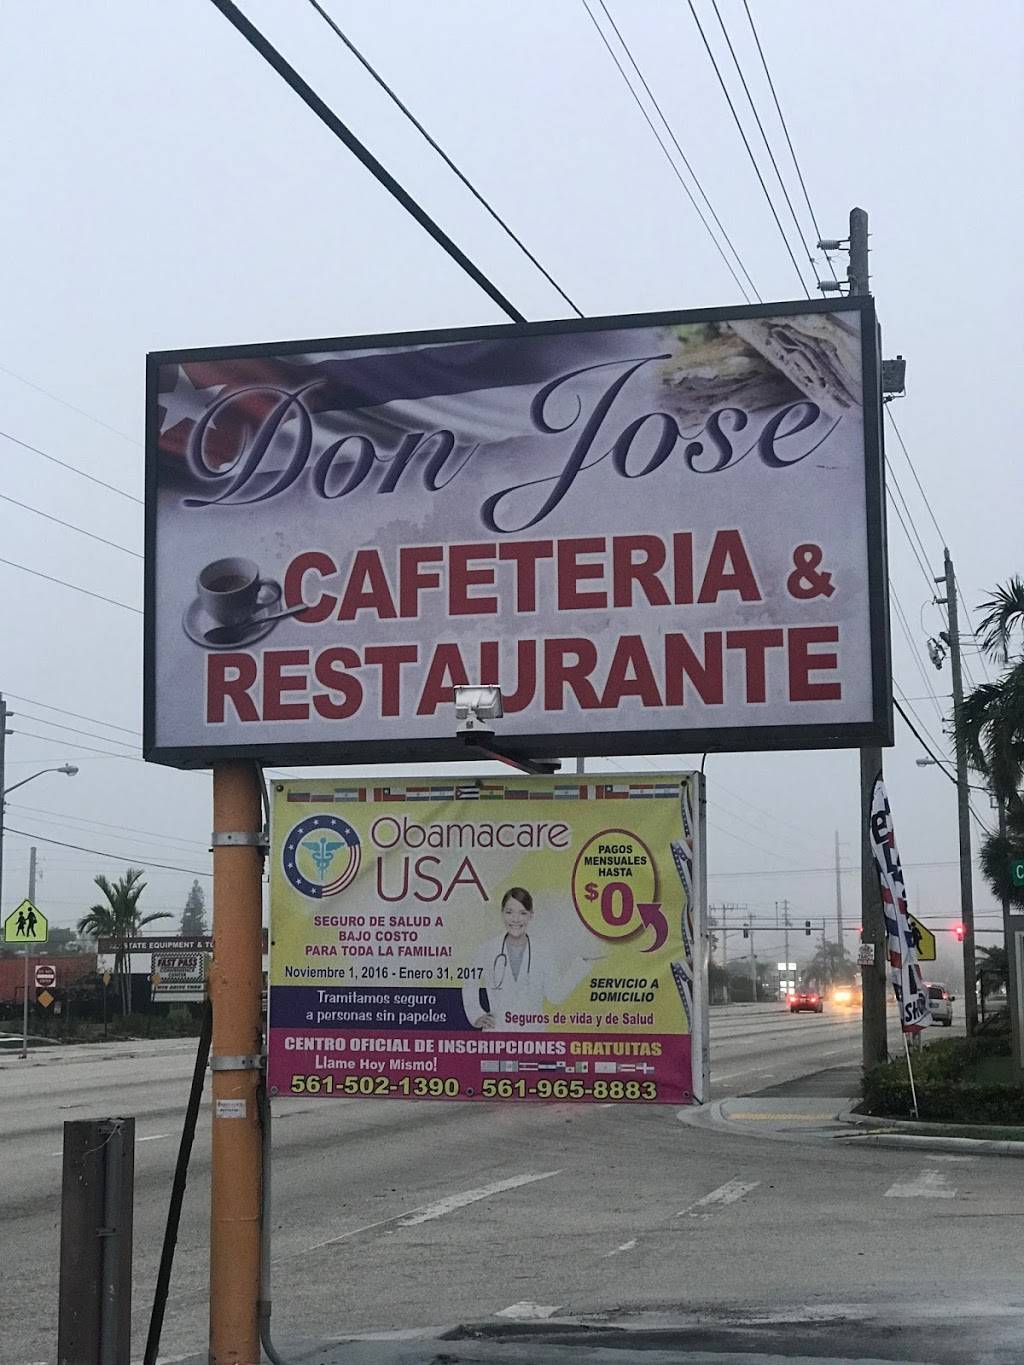 Don Jose
CAFETERIA &
RESTAURANTE
Obamacare
USA
PAGOS
MENSUALES
HASTA
$0
SEGURO DE SALUD A
BAJO COSTO
PARA TODA LA FAMILIA!
Noviembre 1, 2016 - Enero 31, 2017
Tramitamos seguro
a personas sin papeles
SERVICIO A
DOMICILIO
Seguros de vida y de Salud
CENTRO OFICIAL DE INSCRIPCIONES GRATUITAS
Llame Hoy Mismo!
561-502-1390 561-965-8883
STATE EQUIPMENT &
FAST PASS